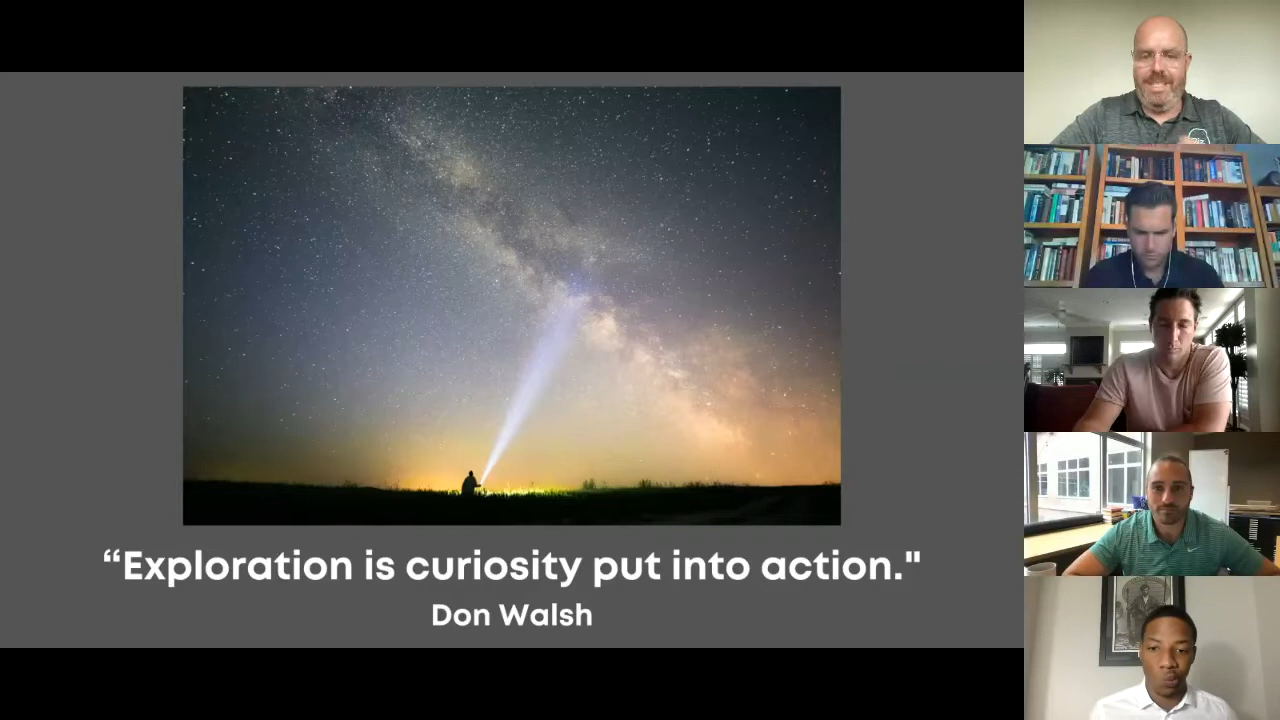 “Exploration is curiosity put into action."
Don Walsh